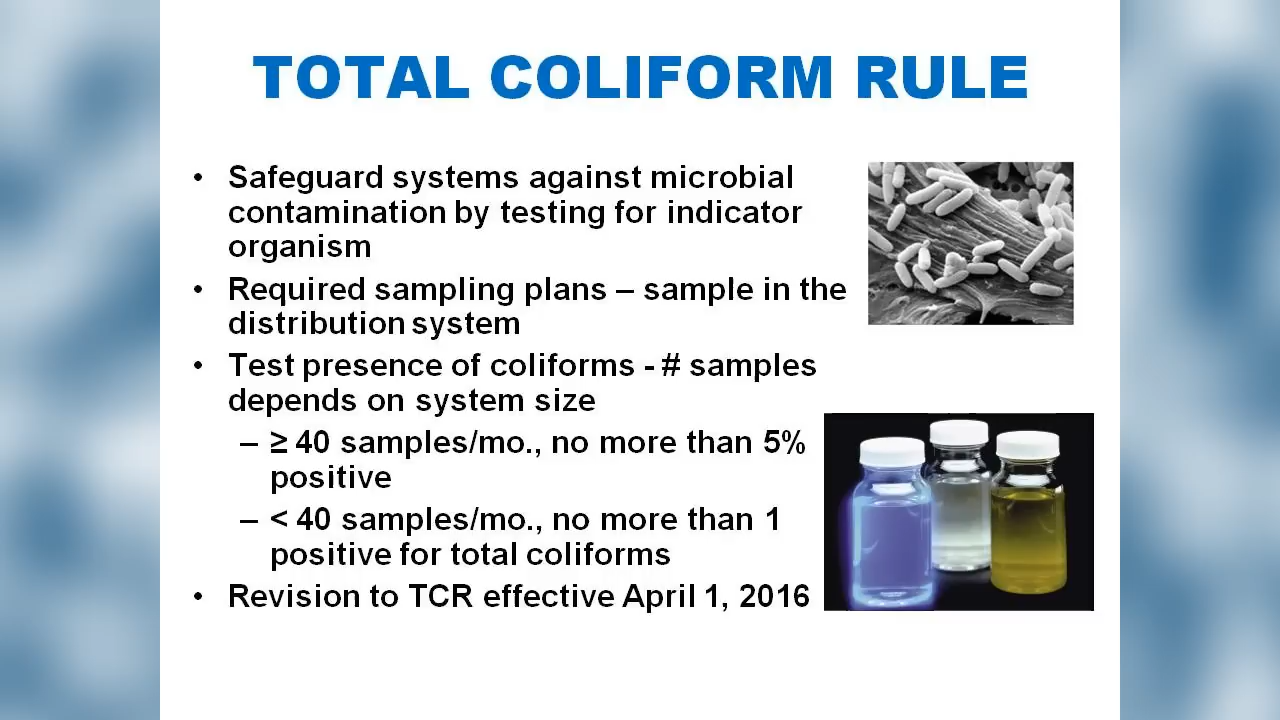 TOTAL COLIFORM RULE
• Safeguard systems against microbial
contamination by testing for indicator
organism
• Required sampling plans – sample in the
distribution system
• Test presence of coliforms - # samples
depends on system size
– ≥ 40 samples/mo., no more than 5%
positive
– < 40 samples/mo., no more than 1
positive for total coliforms
• Revision to TCR effective April 1, 2016